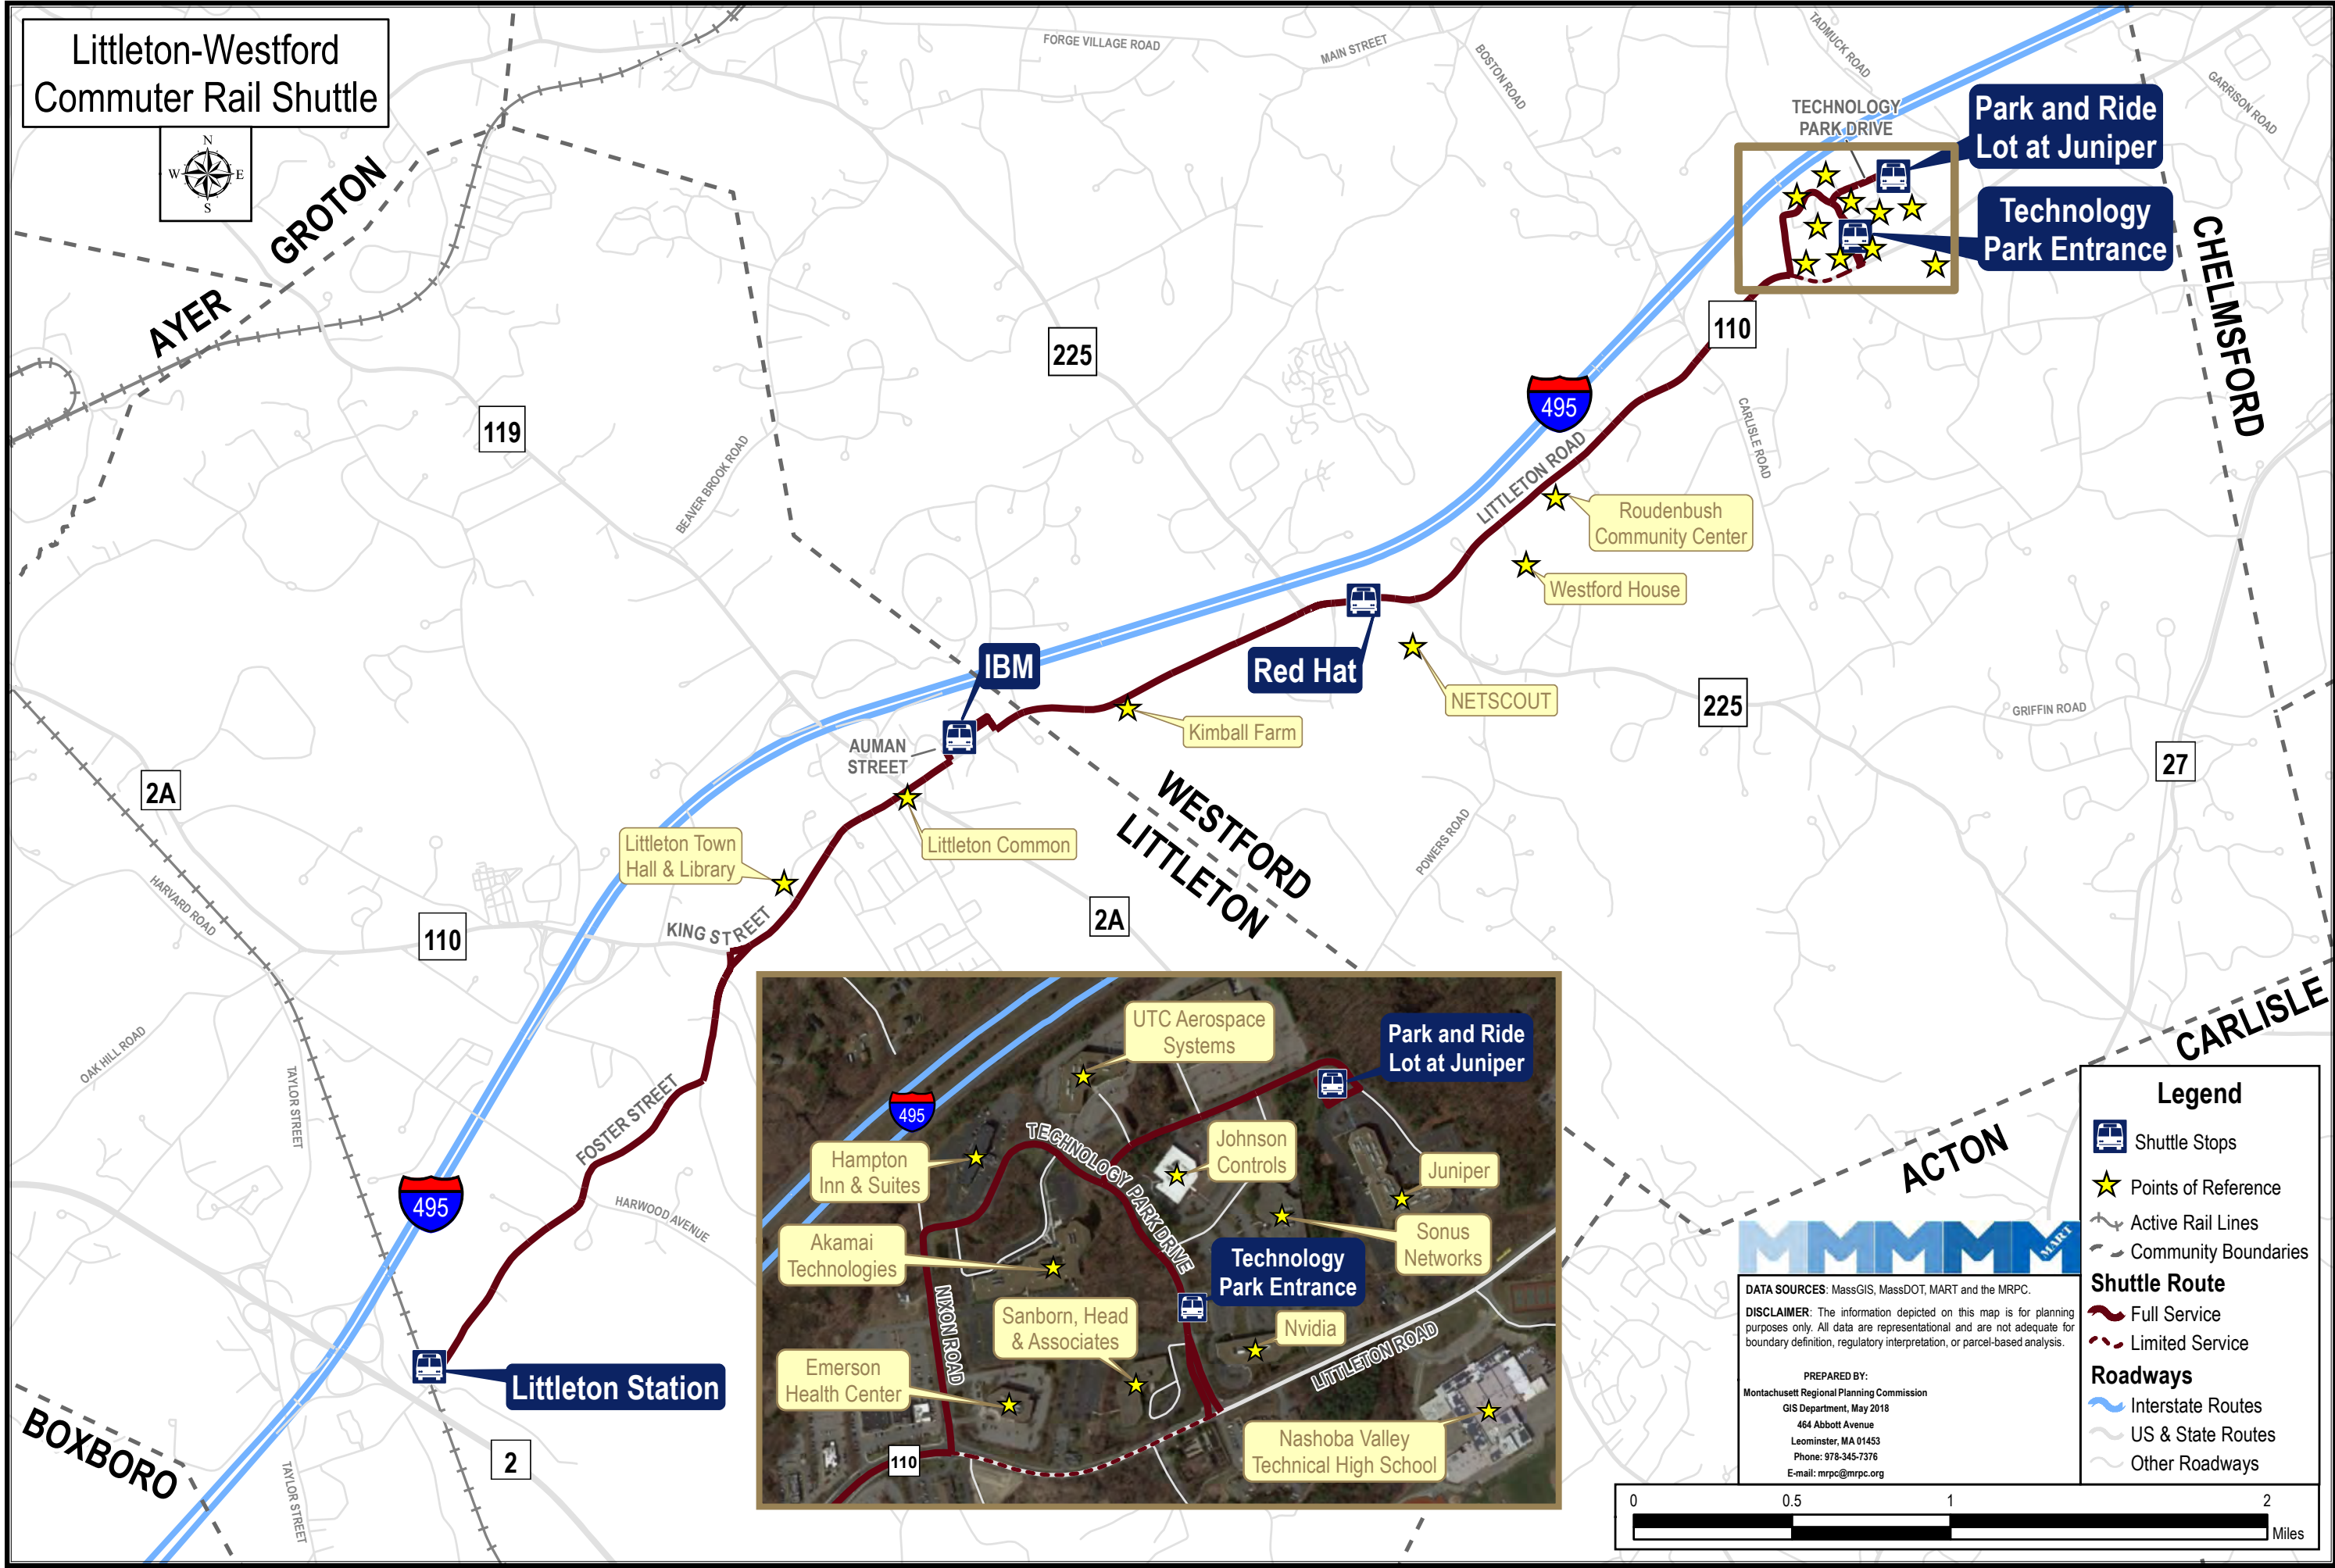 Littleton-Westford
Commuter Rail Shuttle
N
W
E
S
FORGE VILLAGE ROAD
MAIN STREET
BOSTON ROAD
TADMUCK ROAD
GARRISON ROAD
TECHNOLOGY
PARK DRIVE
Park and Ride
Lot at Juniper
Technology
Park Entrance
GROTON
AYER
CHELMSFORD
119
225
110
495
BEAVER BROOK ROAD
LITTLETON ROAD
CARLISLE ROAD
Roudenbush
Community Center
Westford House
IBM
Red Hat
NETSCOUT
Kimball Farm
225
GRIFFIN ROAD
27
AUMAN
STREET
2A
WESTFORD
LITTLETON
POWERS ROAD
Littleton Town
Hall & Library
Littleton Common
HARVARD ROAD
110
KING STREET
2A
OAK HILL ROAD
TAYLOR STREET
FOSTER STREET
HARWOOD AVENUE
495
Littleton Station
BOXBORO
TAYLOR STREET
2
CARLISLE
ACTON
UTC Aerospace
Systems
Park and Ride
Lot at Juniper
495
TECHNOLOGY PARK DRIVE
Johnson
Controls
Hampton
Inn & Suites
Juniper
Akamai
Technologies
Sonus
Networks
Technology
Park Entrance
NIXON ROAD
Sanborn, Head
& Associates
Nvidia
LITTLETON ROAD
Emerson
Health Center
Nashoba Valley
Technical High School
110
Legend
Shuttle Stops
Points of Reference
Active Rail Lines
Community Boundaries
Shuttle Route
Full Service
Limited Service
Roadways
Interstate Routes
US & State Routes
Other Roadways
MMMMM
MART
DATA SOURCES: MassGIS, MassDOT, MART and the MRPC.
DISCLAIMER: The information depicted on this map is for planning
purposes only. All data are representational and are not adequate for
boundary definition, regulatory interpretation, or parcel-based analysis.
PREPARED BY:
Montachusett Regional Planning Commission
GIS Department, May 2018
464 Abbott Avenue
Leominster, MA 01453
Phone: 978-345-7376
E-mail: mrpc@mrpc.org
0 0.5 1 2
Miles